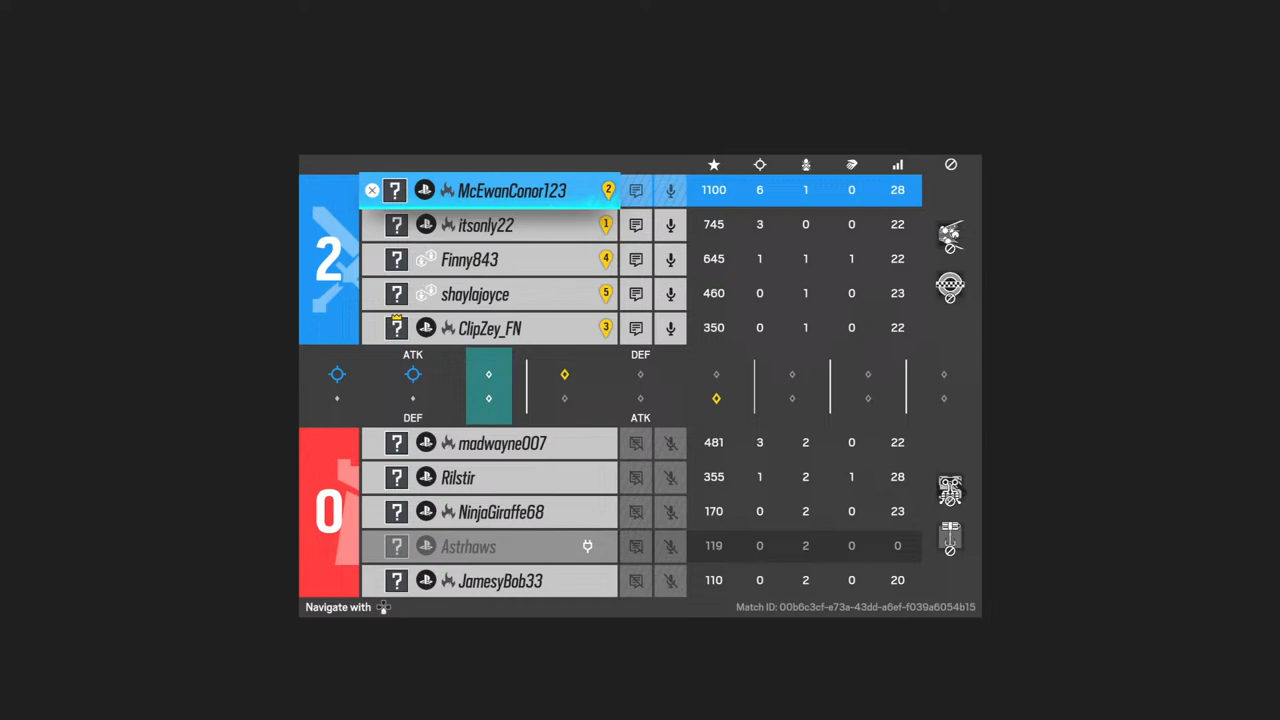 2 McEwanConor123 2 1100 6 1 0 28
itsonly22 1 745 3 0 0 22
Finny843 4 645 1 1 1 22
shaylajoyce 5 460 0 1 0 23
ClipZey_FN 3 350 0 1 0 22
ATK DEF
DEF ATK
0 madwayne007 481 3 2 0 22
Rilstir 355 1 2 1 28
NinjaGiraffe68 170 0 2 0 23
Astrhaws 119 0 2 0 0
JamesyBob33 110 0 2 0 20
Navigate with Match ID: 00b6c3cf-e73a-43dd-a6ef-f039a6054b15